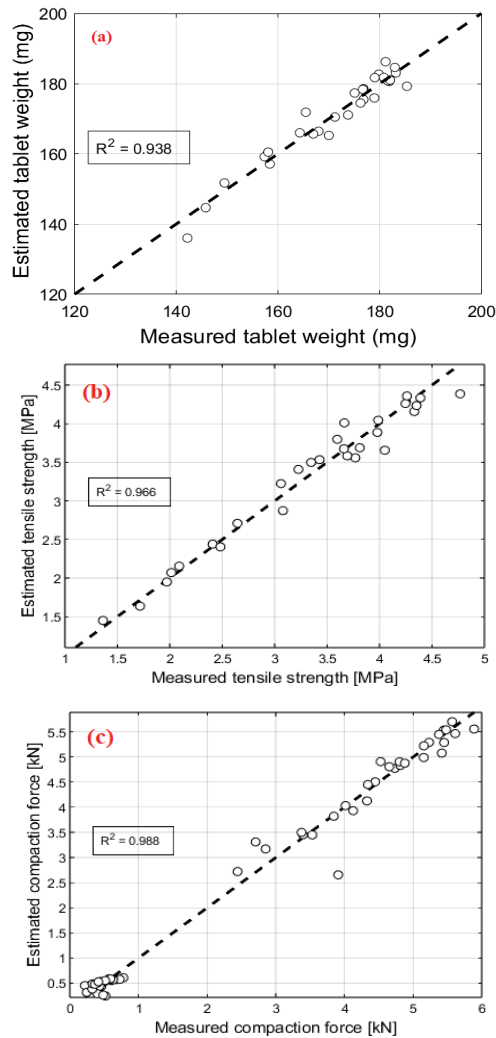 (a)
200
180
160
140
120
R² = 0.938
Estimated tablet weight (mg)
120 140 160 180 200
Measured tablet weight (mg)
(b)
4.5
4
3.5
3
2.5
2
1.5
R² = 0.966
Estimated tensile strength [MPa]
1 1.5 2 2.5 3 3.5 4 4.5 5
Measured tensile strength [MPa]
(c)
5.5
5
4.5
4
3.5
3
2.5
2
1.5
1
0.5
R² = 0.988
Estimated compaction force [kN]
0 1 2 3 4 5 6
Measured compaction force [kN]